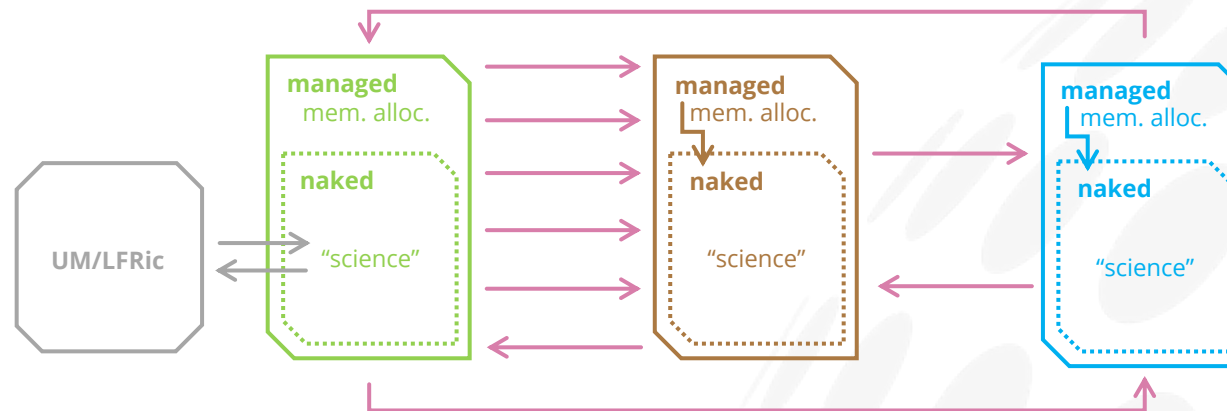 UM/LFRic
managed
mem. alloc.
naked
“science”
managed
mem. alloc.
naked
“science”
managed
mem. alloc.
naked
“science”